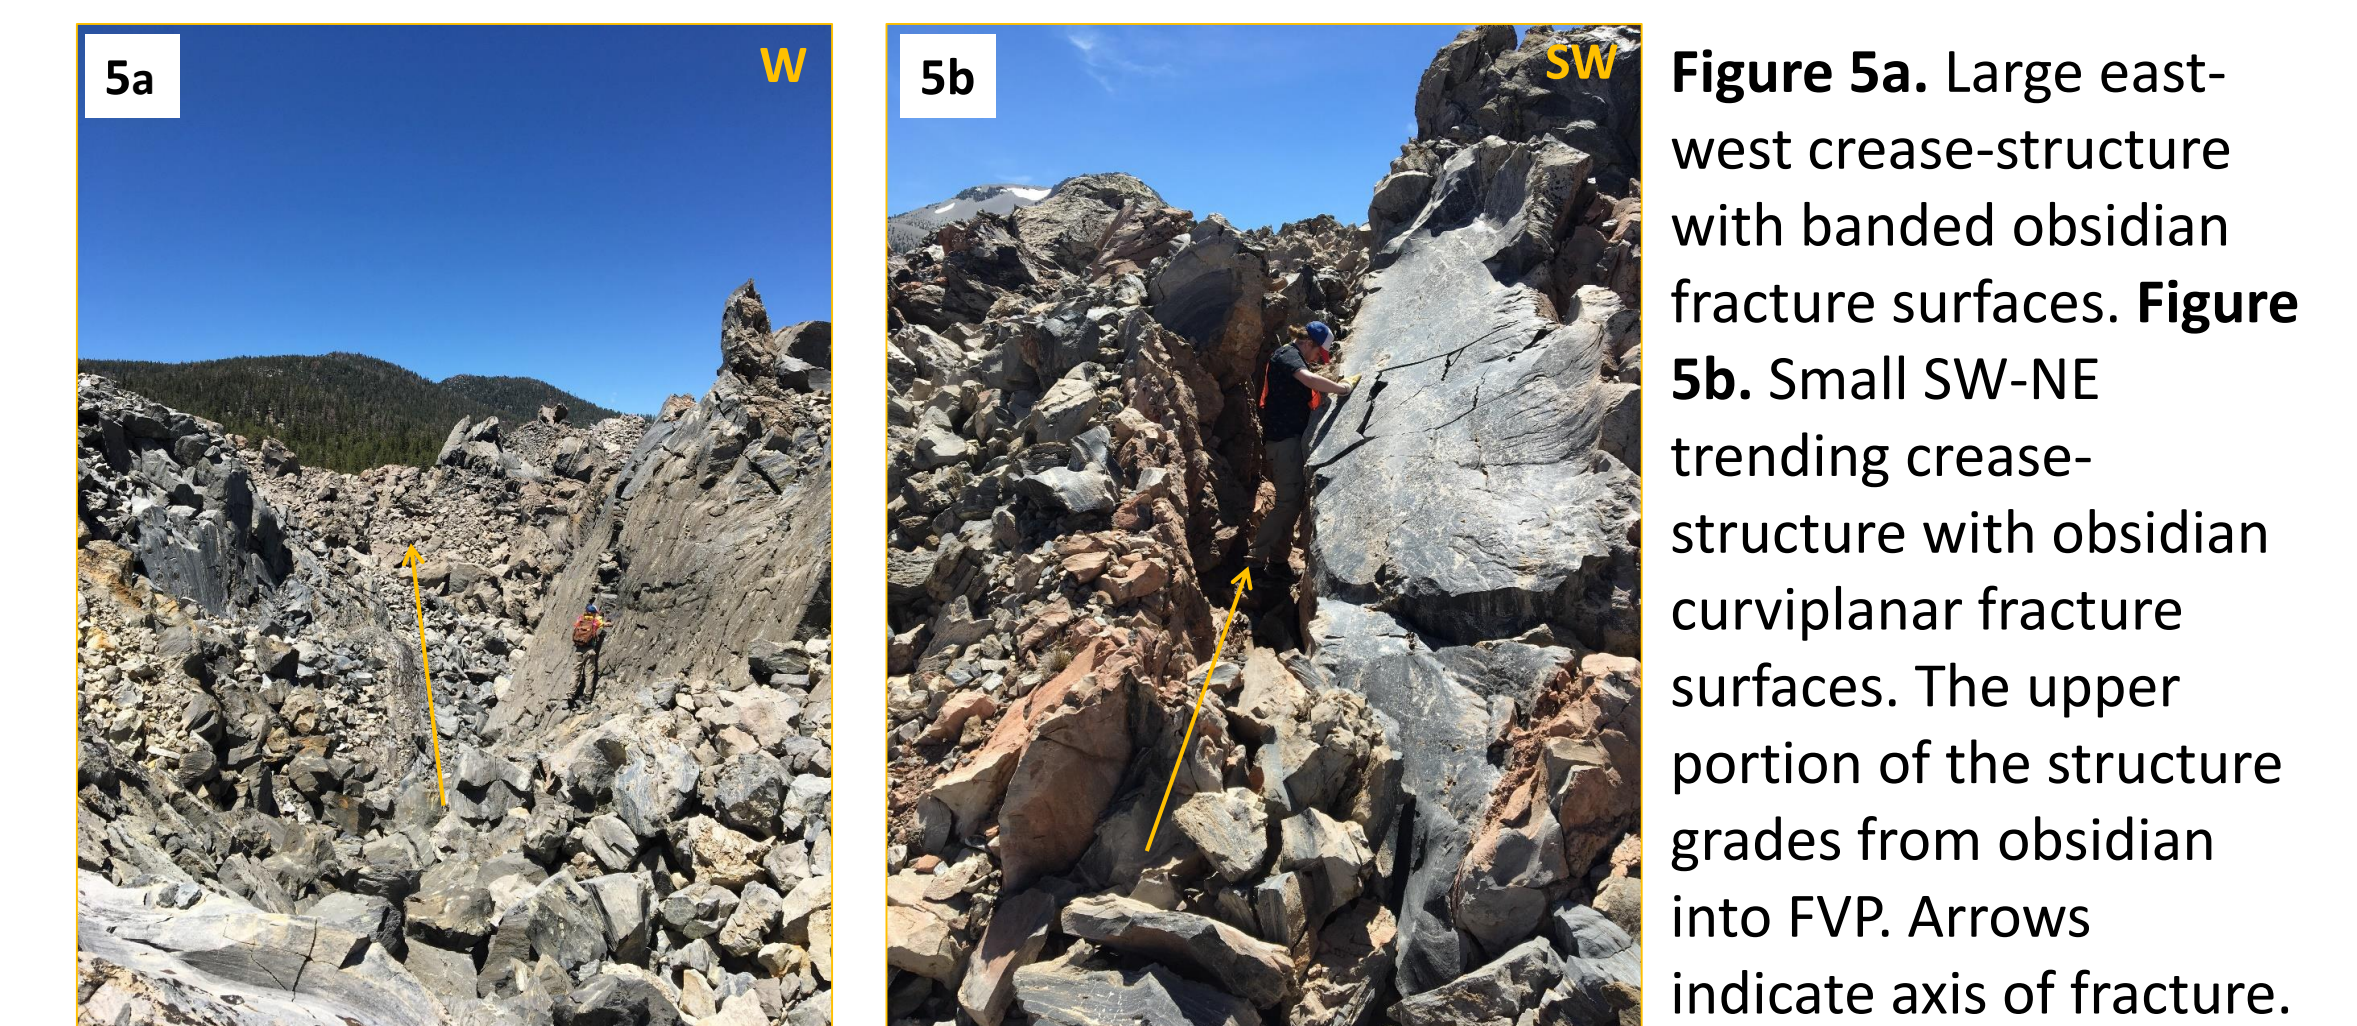 5a
W
5b
SW
Figure 5a. Large east-
west crease-structure
with banded obsidian
fracture surfaces. Figure
5b. Small SW-NE
trending crease-
structure with obsidian
curviplanar fracture
surfaces. The upper
portion of the structure
grades from obsidian
into FVP. Arrows
indicate axis of fracture.